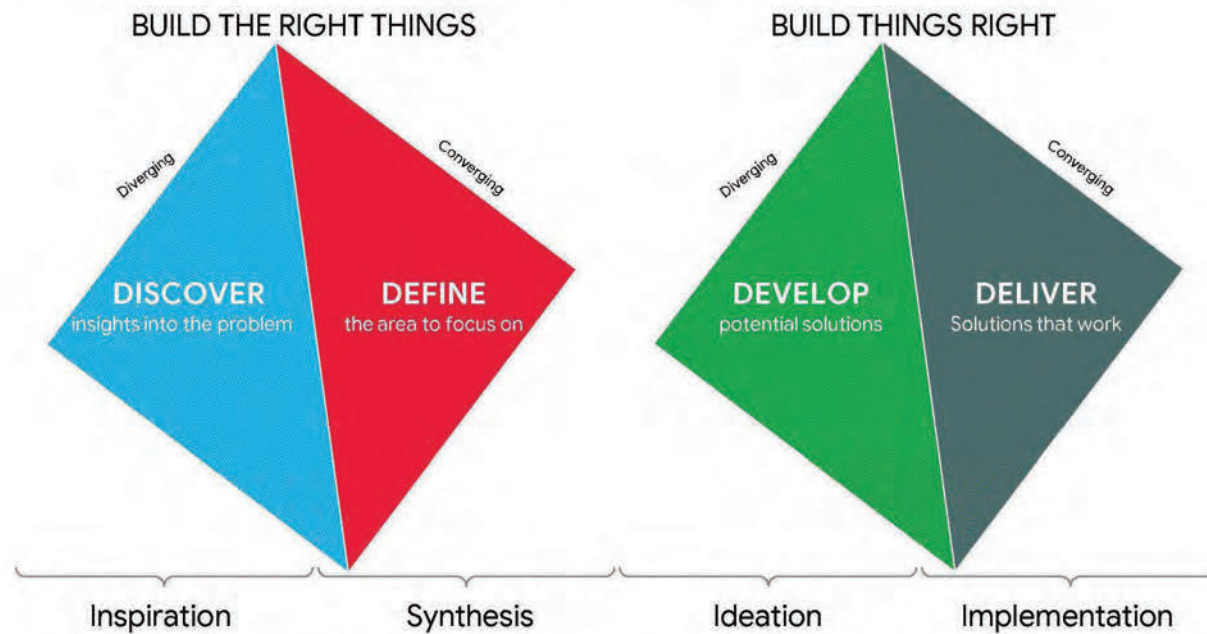 BUILD THE RIGHT THINGS
BUILD THINGS RIGHT
Diverging
Converging
Diverging
Converging
DISCOVER
insights into the problem
DEFINE
the area to focus on
DEVELOP
potential solutions
DELIVER
Solutions that work
Inspiration
Synthesis
Ideation
Implementation